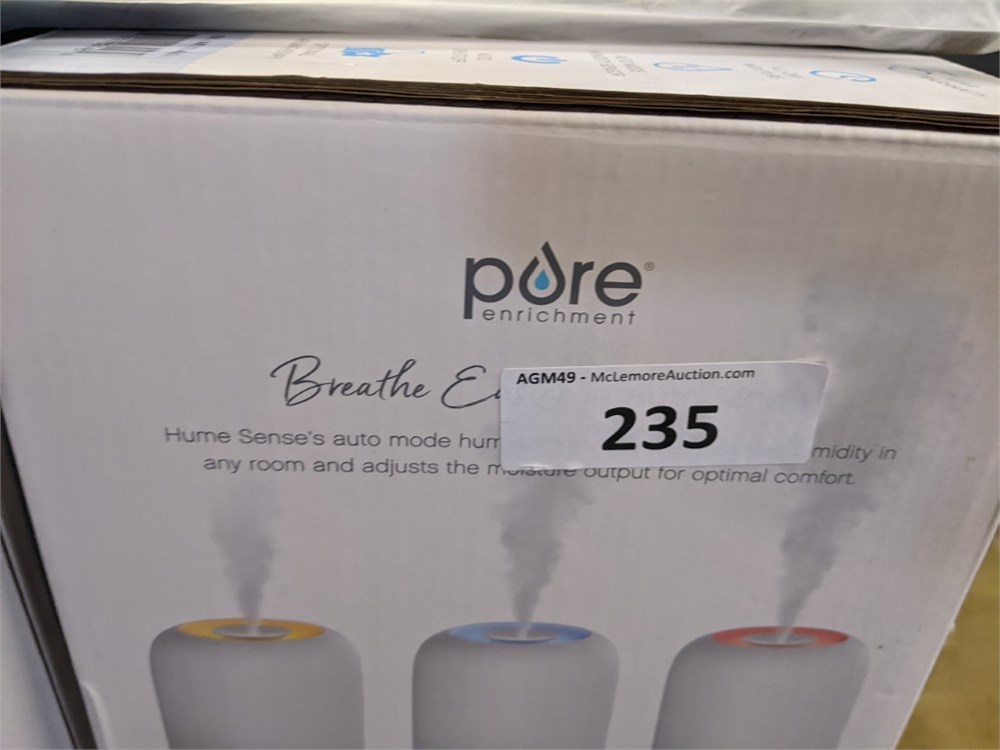 pure®
enrichment
Breathe E
AGM49 - McLemoreAuction.com
235
Hume Sense's auto mode hum
midity in
any room and adjusts the moisture output for optimal comfort.